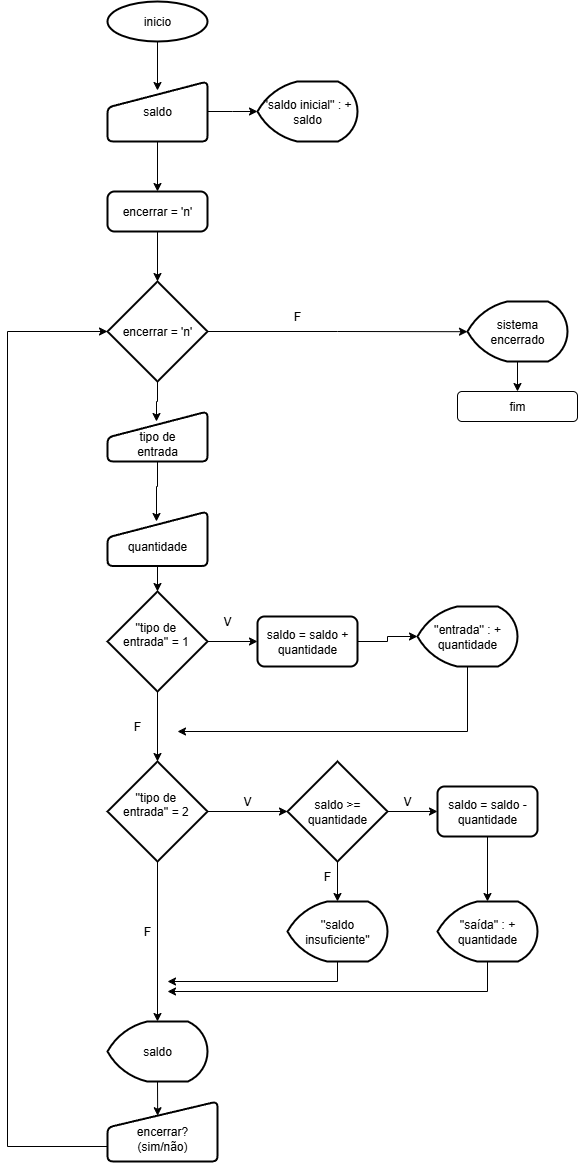 inicio
saldo
"saldo inicial" : +
saldo
encerrar = 'n'
encerrar = 'n'
F
sistema
encerrado
fim
tipo de
entrada
quantidade
"tipo de
entrada" = 1
V
saldo = saldo +
quantidade
"entrada" : +
quantidade
F
"tipo de
entrada" = 2
V
saldo >=
quantidade
V
saldo = saldo -
quantidade
F
F
"saldo
insuficiente"
"saída" : +
quantidade
saldo
encerrar?
(sim/não)